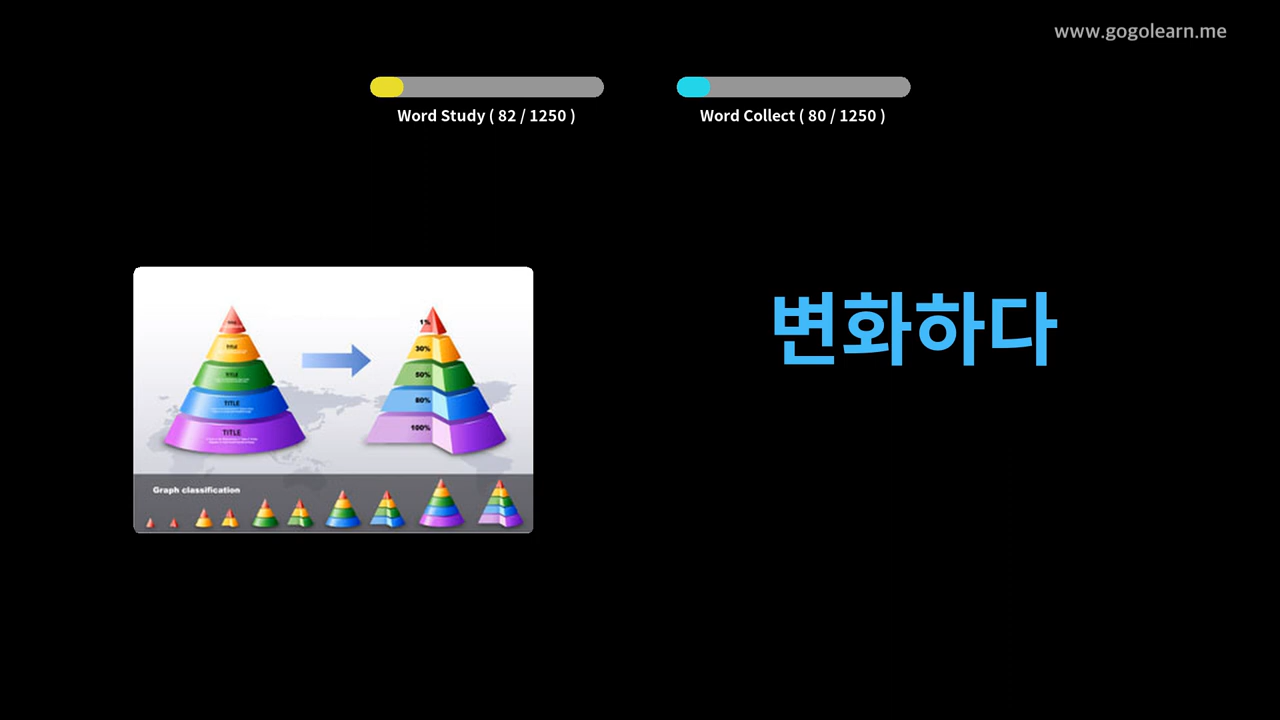 www.gogolearn.me
Word Study ( 82 / 1250 )
Word Collect ( 80 / 1250 )
변화하다
TITLE
TITLE
TITLE
TITLE
1%
30%
50%
80%
100%
Graph classification